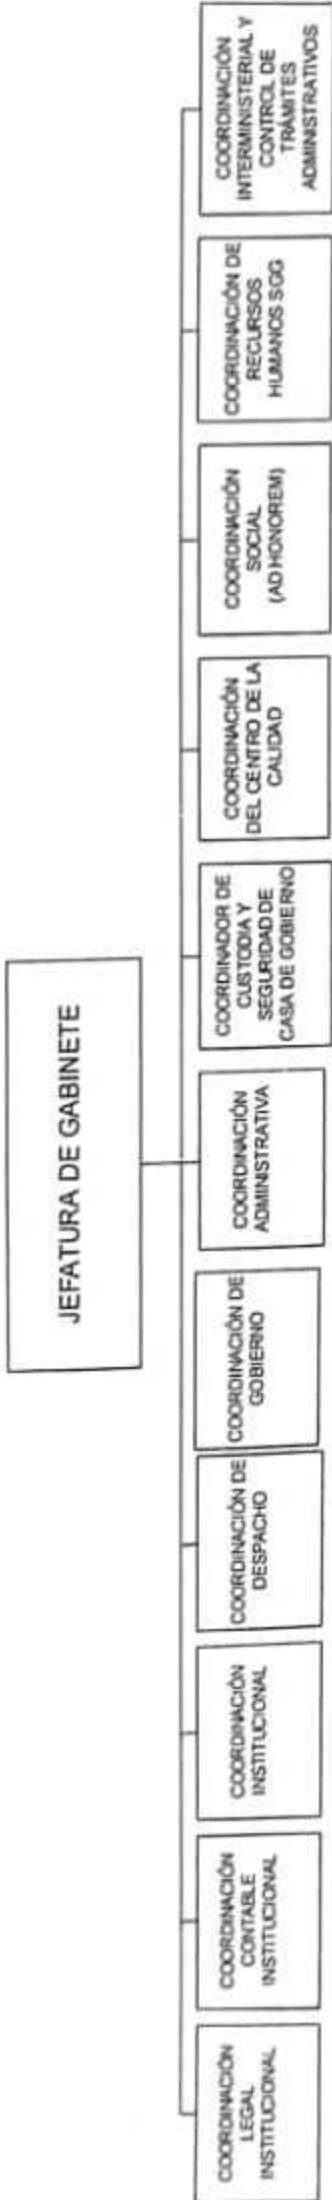 JEFATURA DE GABINETE
COORDINACIÓN
LEGAL
INSTITUCIONAL
COORDINACIÓN
CONTABLE
INSTITUCIONAL
COORDINACIÓN
INSTITUCIONAL
COORDINACIÓN DE
DESPACHO
COORDINACIÓN DE
GOBIERNO
COORDINACIÓN
ADMINISTRATIVA
COORDINADOR DE
CUSTODIA Y
SEGURIDAD DE
CASA DE GOBIERNO
COORDINACIÓN
DEL CENTRO DE LA
CALIDAD
COORDINACIÓN
SOCIAL
(AD HONOREM)
COORDINACIÓN DE
RECURSOS
HUMANOS SGG
COORDINACIÓN
INTERMINISTERIAL Y
CONTROL DE
TRÁMITES
ADMINISTRATIVOS